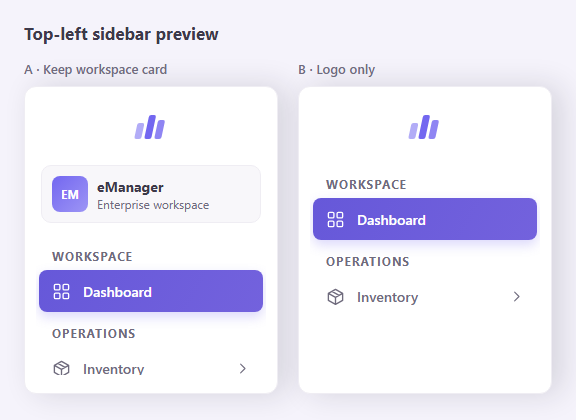 Top-left sidebar preview
A · Keep workspace card
EM
eManager
Enterprise workspace
WORKSPACE
Dashboard
OPERATIONS
Inventory
B · Logo only
WORKSPACE
Dashboard
OPERATIONS
Inventory